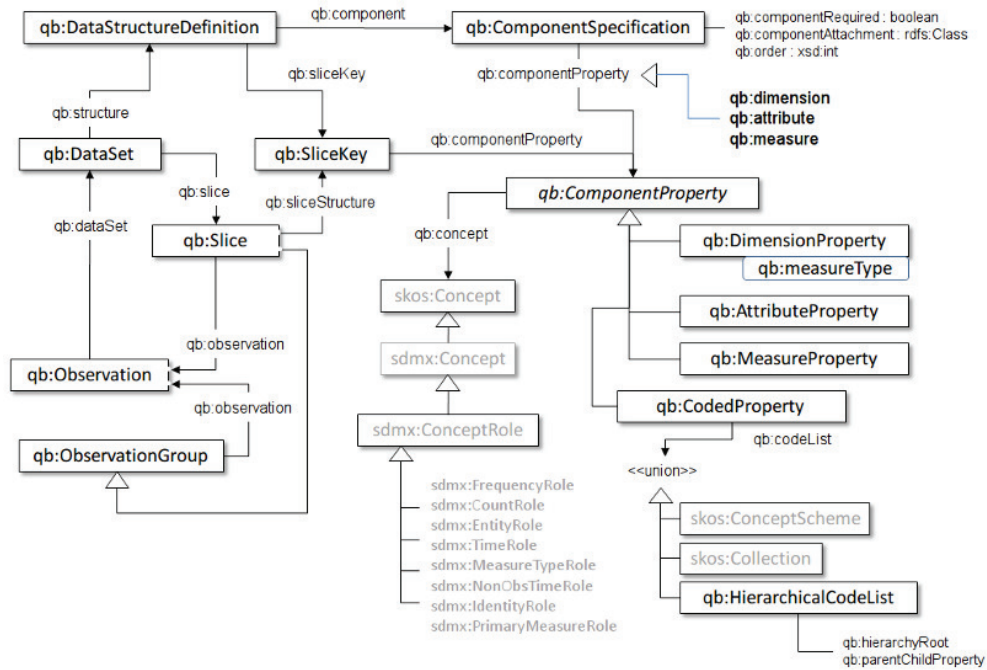 qb:DataStructureDefinition
qb:component
qb:ComponentSpecification
qb:componentRequired : boolean
qb:componentAttachment : rdfs:Class
qb:order : xsd:int
qb:sliceKey
qb:componentProperty
qb:dimension
qb:attribute
qb:measure
qb:structure
qb:DataSet
qb:SliceKey
qb:componentProperty
qb:slice
qb:sliceStructure
qb:ComponentProperty
qb:dataSet
qb:Slice
qb:concept
qb:DimensionProperty
qb:measureType
skos:Concept
qb:AttributeProperty
qb:observation
sdmx:Concept
qb:MeasureProperty
qb:Observation
qb:observation
qb:CodedProperty
sdmx:ConceptRole
qb:codeList
qb:ObservationGroup
<<union>>
sdmx:FrequencyRole
sdmx:CountRole
sdmx:EntityRole
sdmx:TimeRole
sdmx:MeasureTypeRole
sdmx:NonObsTimeRole
sdmx:IdentityRole
sdmx:PrimaryMeasureRole
skos:ConceptScheme
skos:Collection
qb:HierarchicalCodeList
qb:hierarchyRoot
qb:parentChildProperty